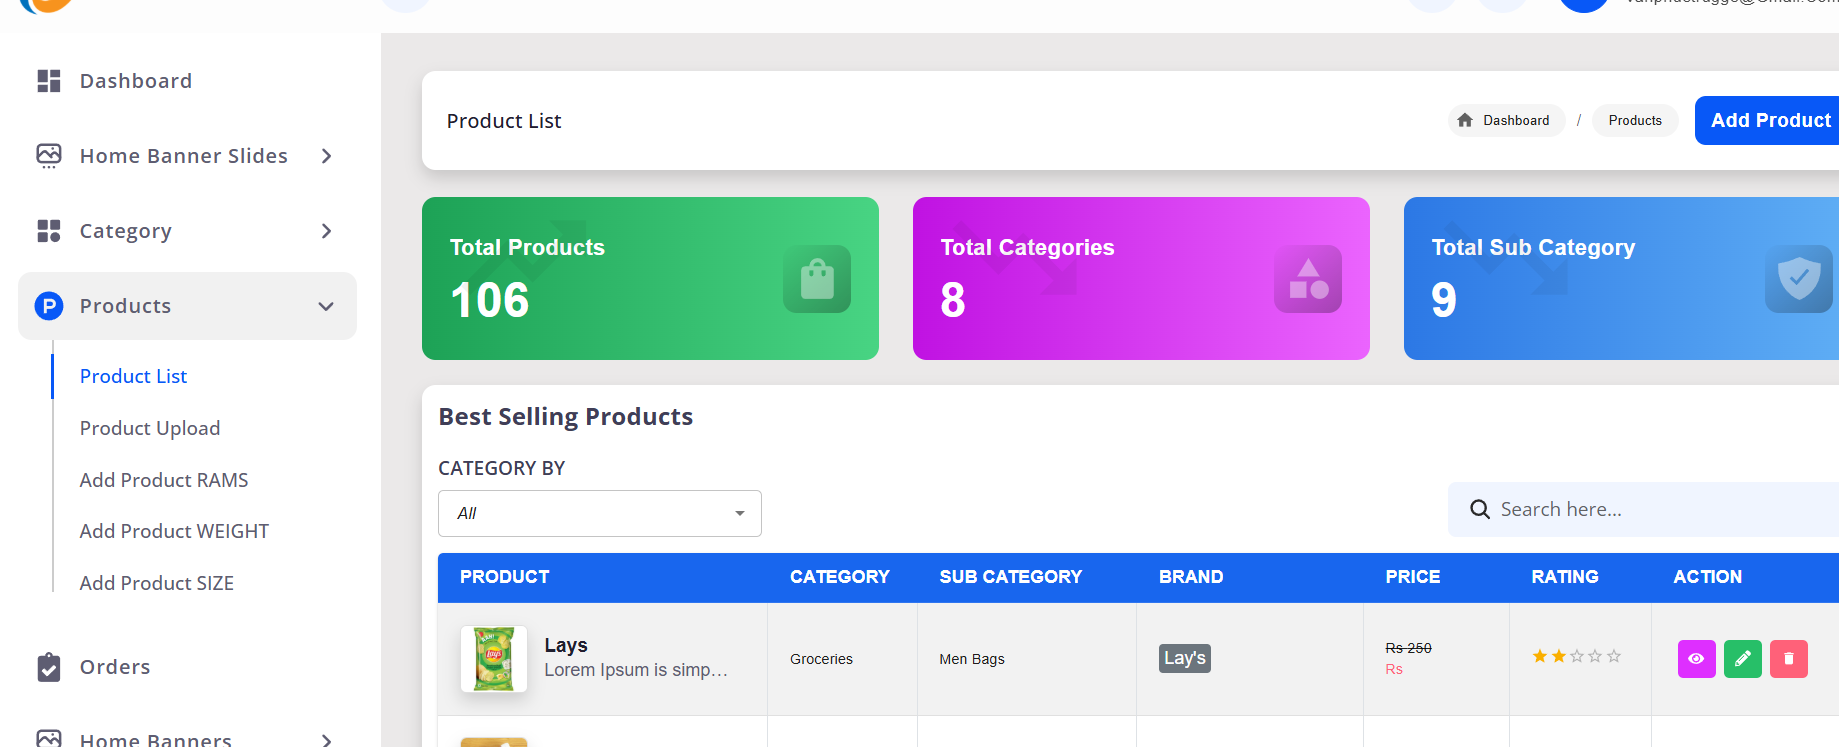 Dashboard
Home Banner Slides
Category
P Products
Product List
Product Upload
Add Product RAMS
Add Product WEIGHT
Add Product SIZE
Orders
Home Banners
Product List
Dashboard / Products
Add Product
Total Products
106
Total Categories
8
Total Sub Category
9
Best Selling Products
CATEGORY BY
All
Search here...
PRODUCT CATEGORY SUB CATEGORY BRAND PRICE RATING ACTION
Lays
Lorem Ipsum is simp...
Groceries
Men Bags
Lay's
Rs 250
Rs